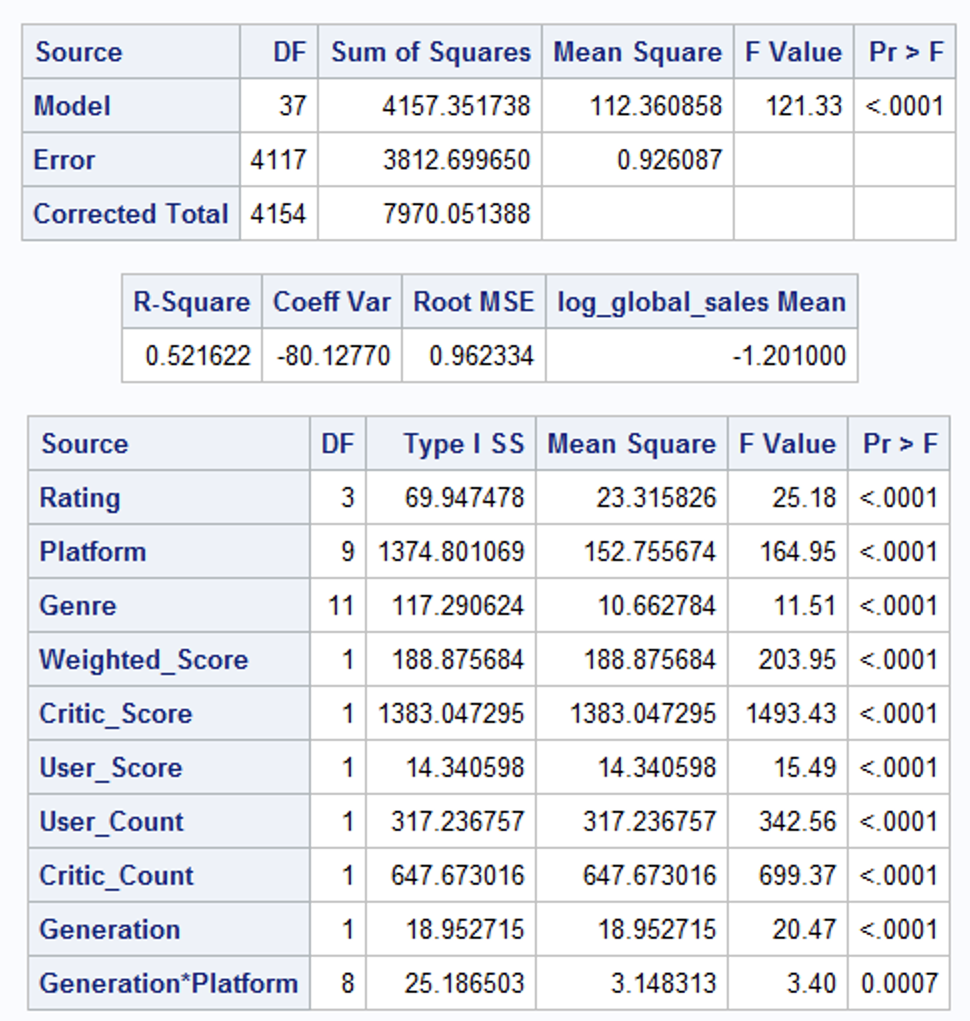 Source DF Sum of Squares Mean Square F Value Pr > F
Model 37 4157.351738 112.360858 121.33 <.0001
Error 4117 3812.699650 0.926087
Corrected Total 4154 7970.051388
R-Square Coeff Var Root MSE log_global_sales Mean
0.521622 -80.12770 0.962334 -1.201000
Source DF Type I SS Mean Square F Value Pr > F
Rating 3 69.947478 23.315826 25.18 <.0001
Platform 9 1374.801069 152.755674 164.95 <.0001
Genre 11 117.290624 10.662784 11.51 <.0001
Weighted_Score 1 188.875684 188.875684 203.95 <.0001
Critic_Score 1 1383.047295 1383.047295 1493.43 <.0001
User_Score 1 14.340598 14.340598 15.49 <.0001
User_Count 1 317.236757 317.236757 342.56 <.0001
Critic_Count 1 647.673016 647.673016 699.37 <.0001
Generation 1 18.952715 18.952715 20.47 <.0001
Generation*Platform 8 25.186503 3.148313 3.40 0.0007